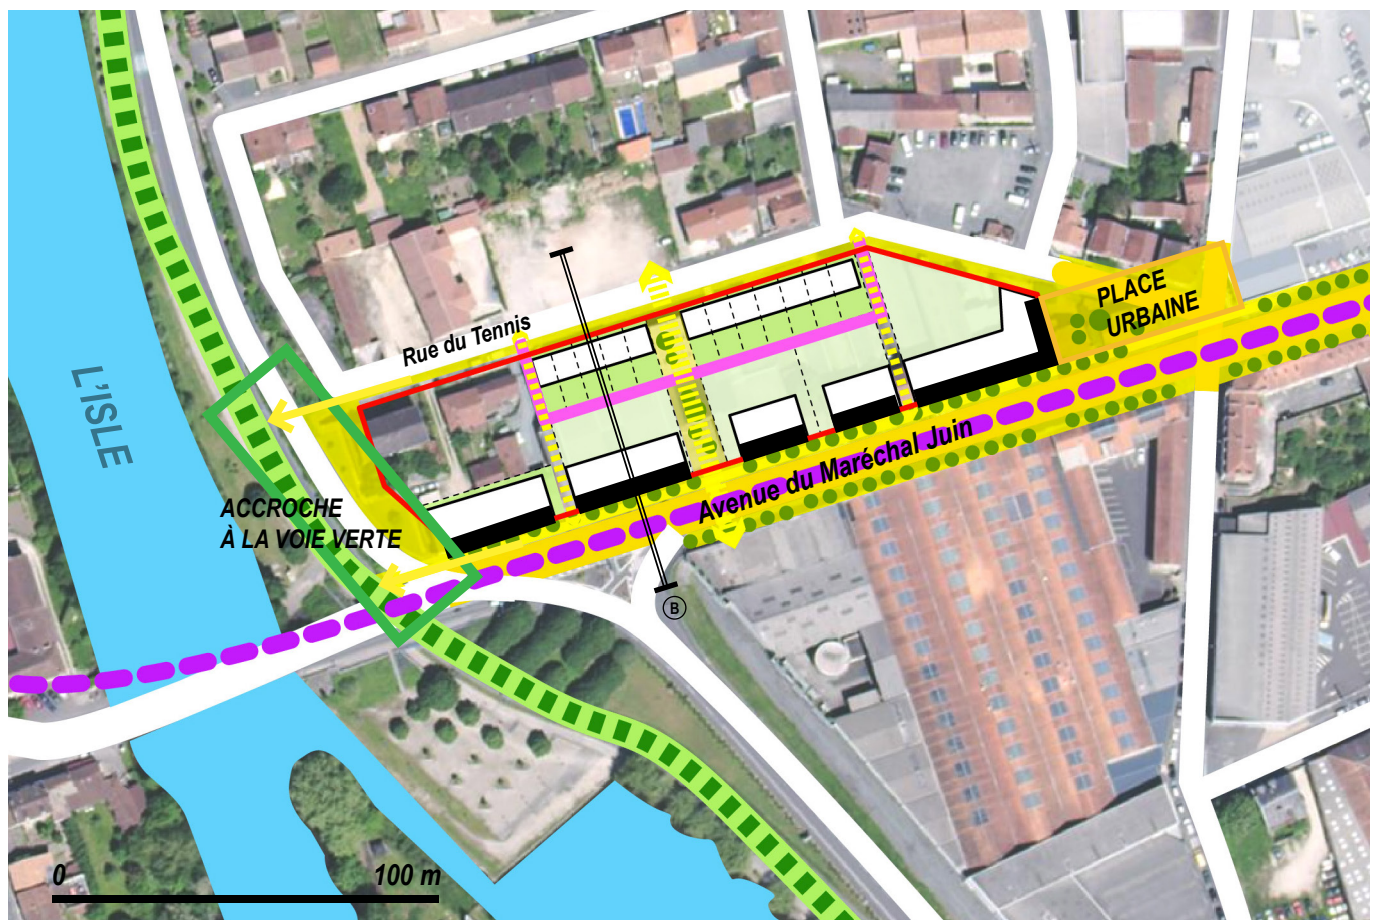 PLACE
URBAINE
Rue du Tennis
L'ISLE
Avenue du Maréchal Juin
ACCROCHE
À LA VOIE VERTE
B
0
100 m